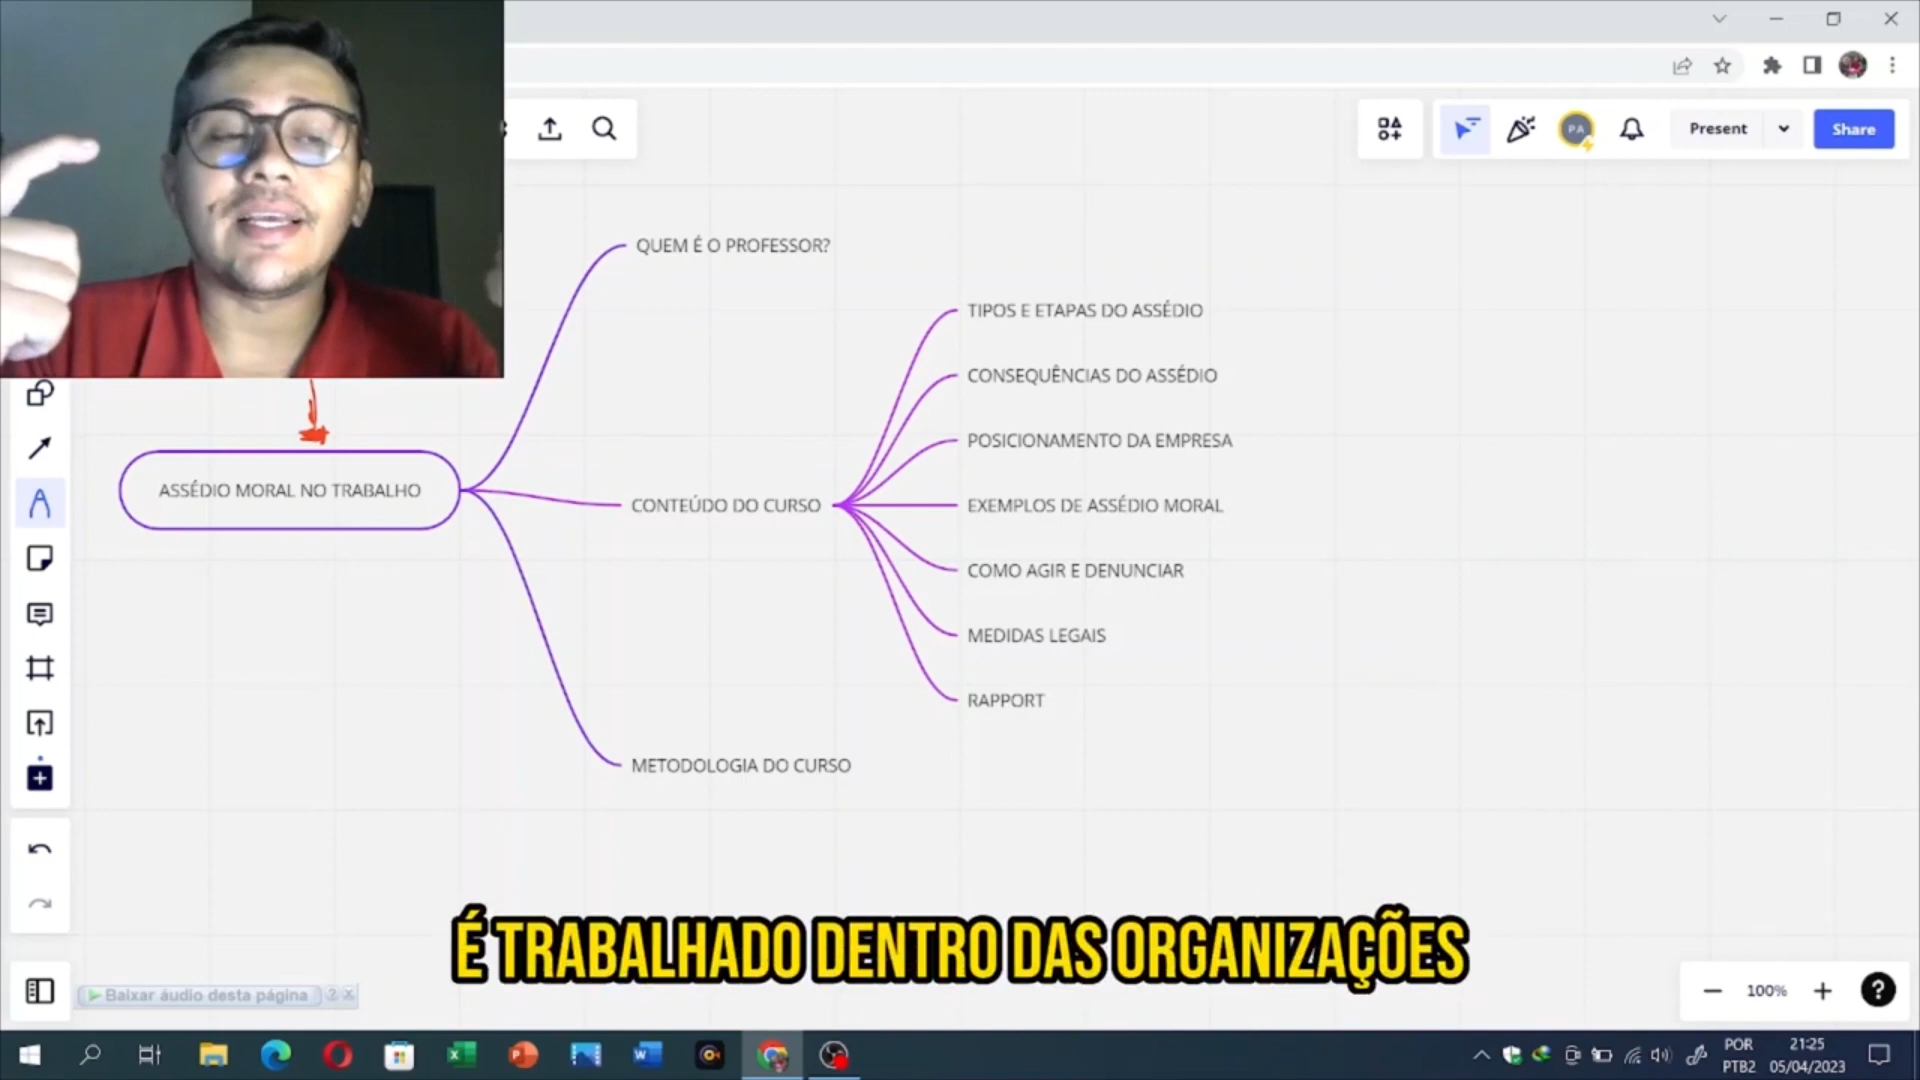 PA
Present
Share
QUEM É O PROFESSOR?
TIPOS E ETAPAS DO ASSÉDIO
CONSEQUÊNCIAS DO ASSÉDIO
POSICIONAMENTO DA EMPRESA
ASSÉDIO MORAL NO TRABALHO
CONTEÚDO DO CURSO
EXEMPLOS DE ASSÉDIO MORAL
COMO AGIR E DENUNCIAR
MEDIDAS LEGAIS
RAPPORT
METODOLOGIA DO CURSO
É TRABALHADO DENTRO DAS ORGANIZAÇÕES
Baixar áudio desta página
100%
POR
PTB2
21:25
05/04/2023